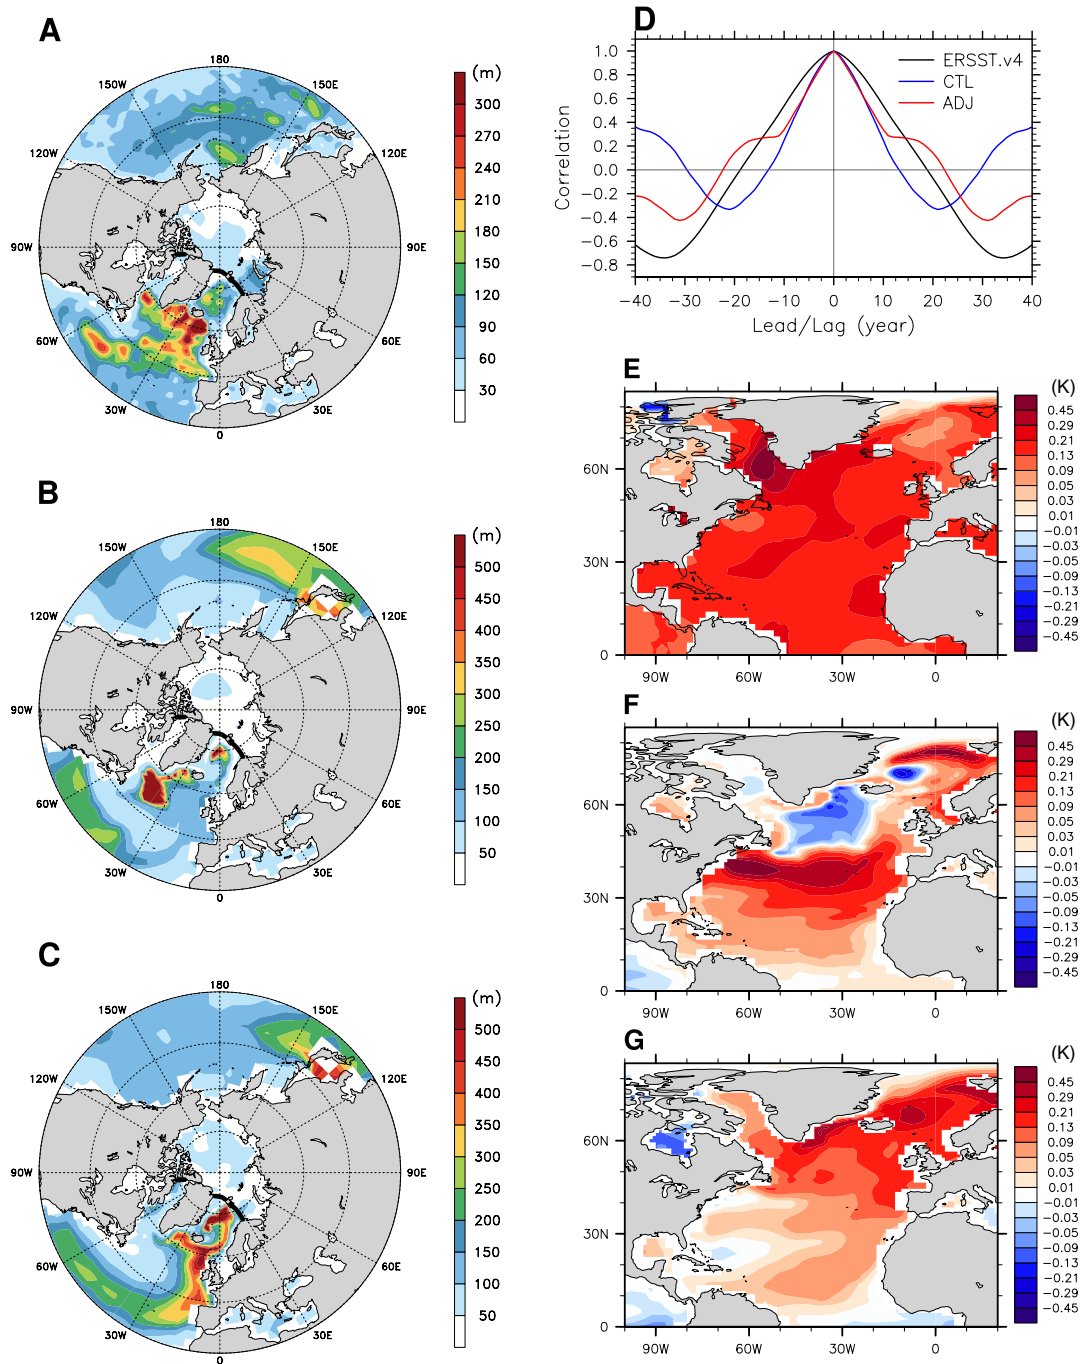 A
180
150W
150E
120W
120E
90W
90E
60W
60E
30W
30E
0
(m)
300
270
240
210
180
150
120
90
60
30
B
180
150W
150E
120W
120E
90W
90E
60W
60E
30W
30E
0
(m)
500
450
400
350
300
250
200
150
100
50
C
180
150W
150E
120W
120E
90W
90E
60W
60E
30W
30E
0
(m)
500
450
400
350
300
250
200
150
100
50
D
1.0
0.8
0.6
0.4
0.2
0.0
−0.2
−0.4
−0.6
−0.8
Correlation
ERSST.v4
CTL
ADJ
−40 −30 −20 −10 0 10 20 30 40
Lead/Lag (year)
E
(K)
60N
30N
0
90W 60W 30W 0
0.45
0.29
0.21
0.13
0.09
0.05
0.03
0.01
−0.01
−0.03
−0.05
−0.09
−0.13
−0.21
−0.29
−0.45
F
(K)
60N
30N
0
90W 60W 30W 0
0.45
0.29
0.21
0.13
0.09
0.05
0.03
0.01
−0.01
−0.03
−0.05
−0.09
−0.13
−0.21
−0.29
−0.45
G
(K)
60N
30N
0
90W 60W 30W 0
0.45
0.29
0.21
0.13
0.09
0.05
0.03
0.01
−0.01
−0.03
−0.05
−0.09
−0.13
−0.21
−0.29
−0.45